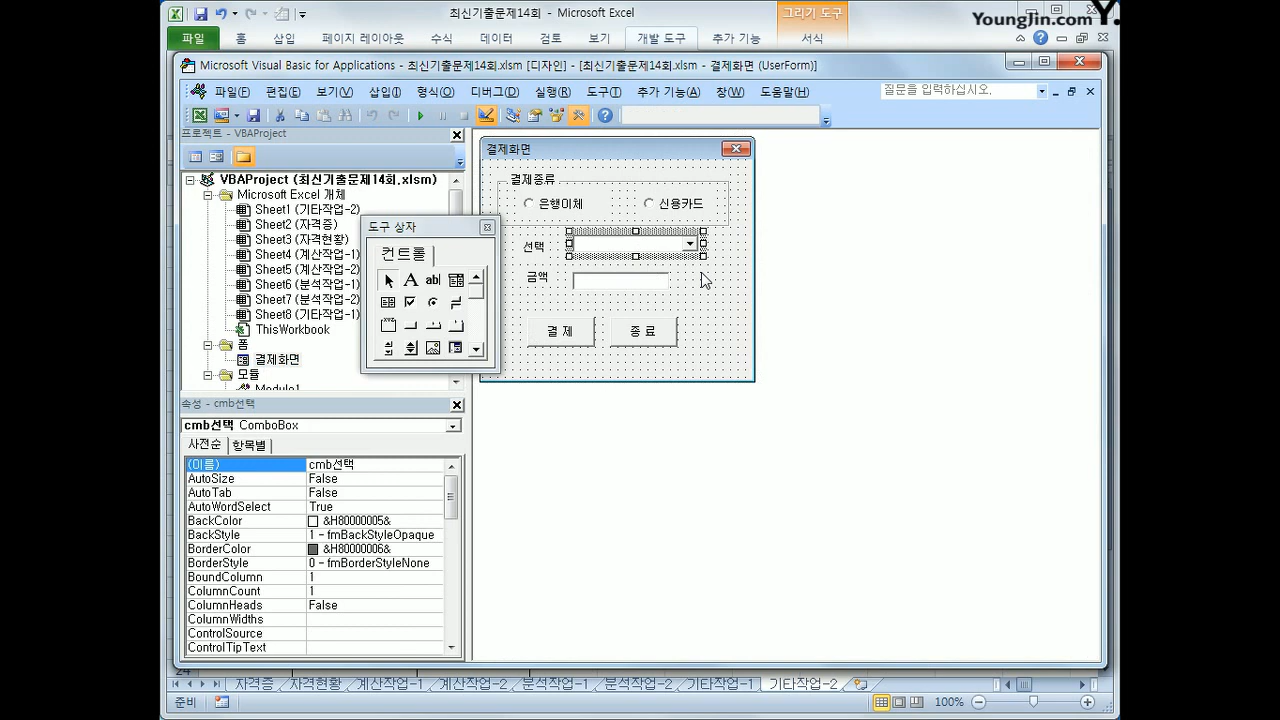 최신기출문제14회 - Microsoft Excel
그리기 도구
YoungJin.com Y.
파일 홈 삽입 페이지 레이아웃 수식 데이터 검토 보기 개발 도구 추가 기능 서식
Microsoft Visual Basic for Applications - 최신기출문제14회.xlsm [디자인] - [최신기출문제14회.xlsm - 결제화면 (UserForm)]
파일(F) 편집(E) 보기(V) 삽입(I) 형식(O) 디버그(D) 실행(R) 도구(T) 추가 기능(A) 창(W) 도움말(H) 질문을 입력하십시오.
프로젝트 - VBAProject
VBAProject (최신기출문제14회.xlsm)
Microsoft Excel 개체
Sheet1 (기타작업-2)
Sheet2 (자격증)
Sheet3 (자격현황)
Sheet4 (계산작업-1)
Sheet5 (계산작업-2)
Sheet6 (분석작업-1)
Sheet7 (분석작업-2)
Sheet8 (기타작업-1)
ThisWorkbook
폼
결제화면
모듈
Module1
도구 상자
컨트롤
결제화면
결제종류
은행이체 신용카드
선택
금액
결 제 종 료
속성 - cmb선택
cmb선택 ComboBox
사전순 항목별
(이름) cmb선택
AutoSize False
AutoTab False
AutoWordSelect True
BackColor &H80000005&
BackStyle 1 - fmBackStyleOpaque
BorderColor &H80000006&
BorderStyle 0 - fmBorderStyleNone
BoundColumn 1
ColumnCount 1
ColumnHeads False
ColumnWidths
ControlSource
ControlTipText
24
자격증 자격현황 계산작업-1 계산작업-2 분석작업-1 분석작업-2 기타작업-1 기타작업-2
준비 100%